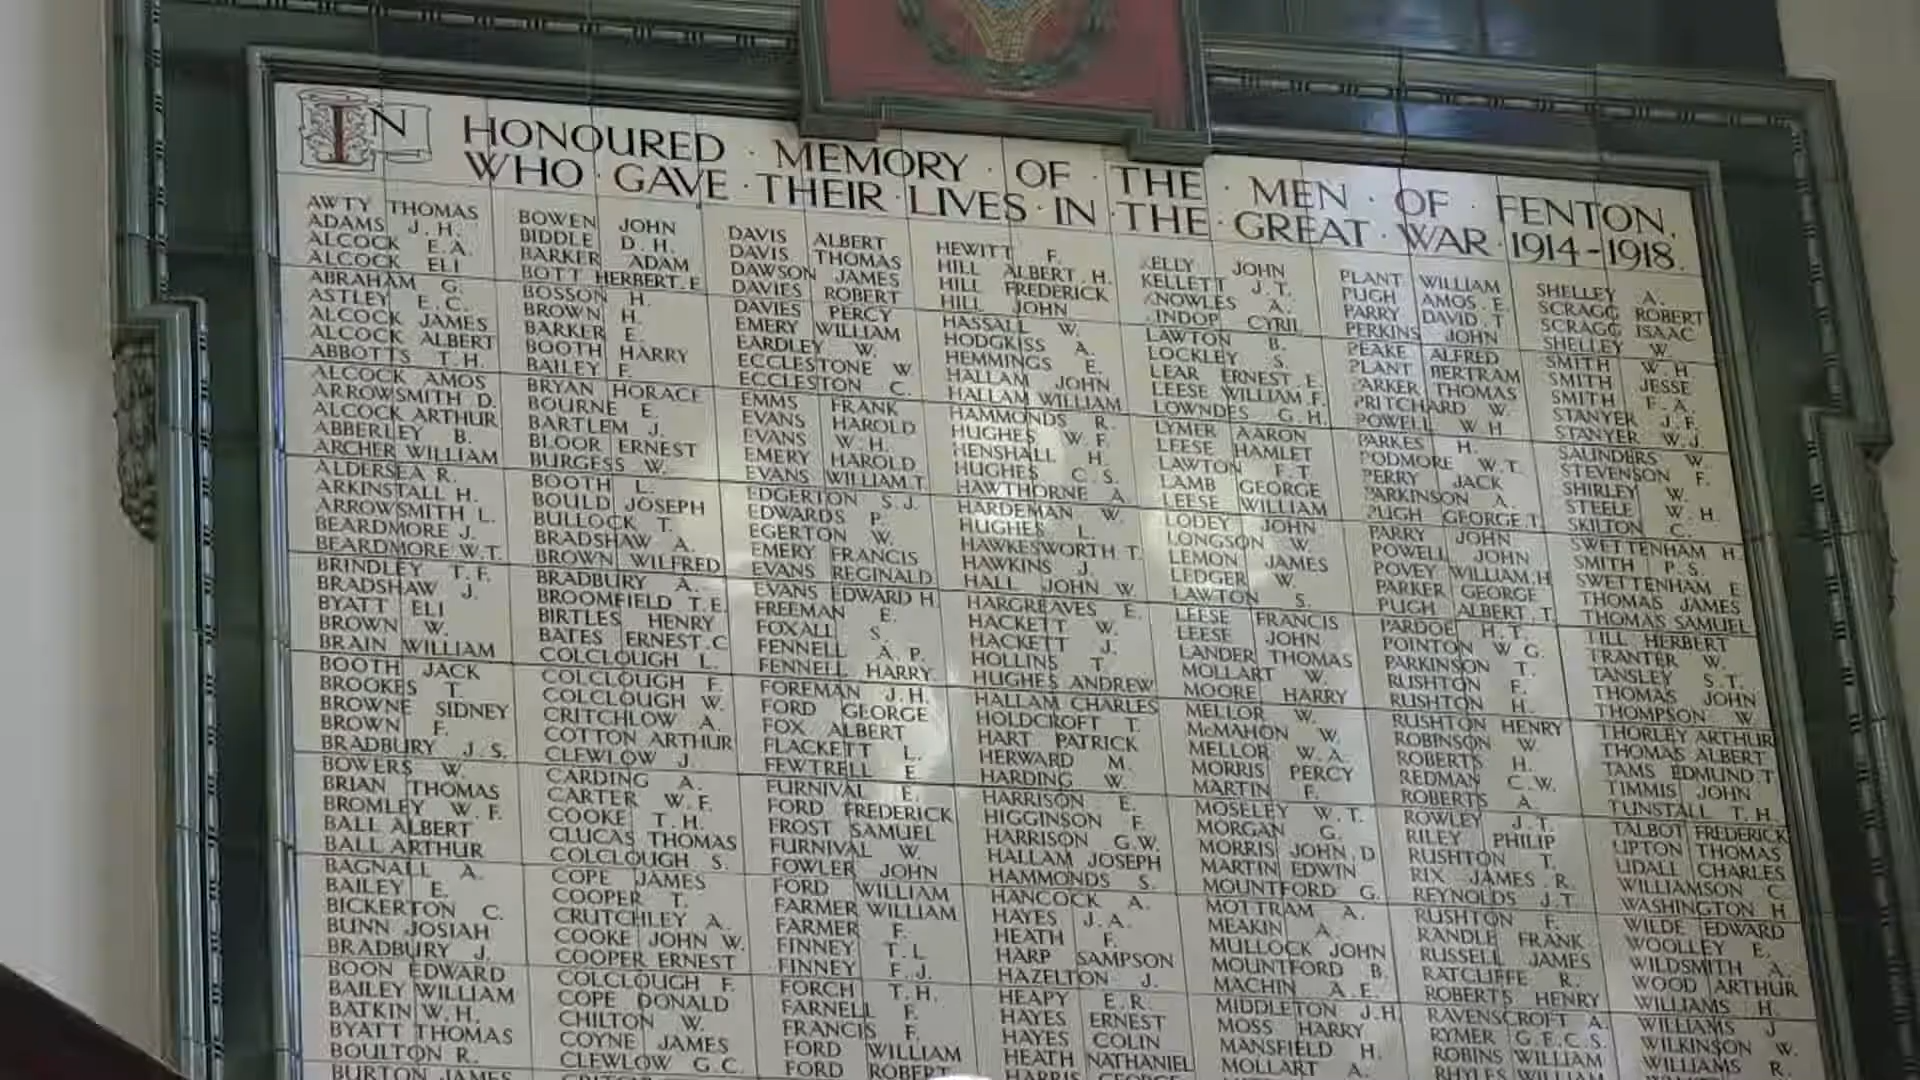 IN HONOURED · MEMORY · OF · THE · MEN · OF · FENTON,
WHO · GAVE · THEIR · LIVES · IN · THE · GREAT · WAR · 1914-1918.
AWTY THOMAS
ADAMS J.H.
ALCOCK E.A.
ALCOCK ELI
ABRAHAM G.
ASTLEY E.C.
ALCOCK JAMES
ALCOCK ALBERT
ABBOTTS T.H.
ALCOCK AMOS
ARROWSMITH D.
ALCOCK ARTHUR
ABBERLEY B.
ARCHER WILLIAM
ALDERSEA R.
ARKINSTALL H.
ARROWSMITH L.
BEARDMORE J.
BEARDMORE W.T.
BRINDLEY T.F.
BRADSHAW J.
BYATT ELI
BROWN W.
BRAIN WILLIAM
BOOTH JACK
BROOKES T.
BROWNE SIDNEY
BROWN F.
BRADBURY J.S.
BOWERS W.
BRIAN THOMAS
BROMLEY W.F.
BALL ALBERT
BALL ARTHUR
BAGNALL A.
BAILEY E.
BICKERTON C.
BUNN JOSIAH
BRADBURY J.
BOON EDWARD
BAILEY WILLIAM
BATKIN W.H.
BYATT THOMAS
BOULTON R.
BURTON JAMES
BOWEN JOHN
BIDDLE D.H.
BARKER ADAM
BOTT HERBERT.E
BOSSON H.
BROWN H.
BARKER E.
BOOTH HARRY
BAILEY F.
BRYAN HORACE
BOURNE E.
BARTLEM J.
BLOOR ERNEST
BURGESS W.
BOOTH L.
BOULD JOSEPH
BULLOCK T.
BRADSHAW A.
BROWN WILFRED
BRADBURY A.
BROOMFIELD T.E.
BIRTLES HENRY
BATES ERNEST.C
COLCLOUGH L.
COLCLOUGH F.
COLCLOUGH W.
CRITCHLOW A.
COTTON ARTHUR
CLEWLOW J.
CARDING A.
CARTER W.F.
COOKE T.H.
CLUCAS THOMAS
COLCLOUGH S.
COPE JAMES
COOPER T.
CRUTCHLEY A.
COOKE JOHN W.
COOPER ERNEST
COLCLOUGH F.
COPE DONALD
CHILTON W.
COYNE JAMES
CLEWLOW G.C.
DAVIS ALBERT
DAVIS THOMAS
DAWSON JAMES
DAVIES ROBERT
DAVIES PERCY
EMERY WILLIAM
EARDLEY W.
ECCLESTONE W.
ECCLESTON C.
EMMS FRANK
EVANS HAROLD
EVANS W.H.
EMERY HAROLD
EVANS WILLIAM.T.
EDGERTON S.J.
EDWARDS P.
EGERTON W.
EMERY FRANCIS
EVANS REGINALD
EVANS EDWARD H.
FREEMAN E.
FOXALL S.
FENNELL A.P.
FENNELL HARRY
FOREMAN J.H.
FORD GEORGE
FOX ALBERT
FLACKETT L.
FEWTRELL E.
FURNIVAL E.
FORD FREDERICK
FROST SAMUEL
FURNIVAL W.
FOWLER JOHN
FORD WILLIAM
FARMER WILLIAM
FARMER F.
FINNEY T.L
FINNEY F.J.
FORCH T.H.
FARNELL F.
FRANCIS F.
FORD WILLIAM
FORD ROBERT
HEWITT F.
HILL ALBERT.H.
HILL FREDERICK
HILL JOHN
HASSALL W.
HODGKISS A.
HEMMINGS E.
HALLAM JOHN
HALLAM WILLIAM
HAMMONDS R.
HUGHES W.F.
HENSHALL H.
HUGHES C.S.
HAWTHORNE A.
HARDEMAN W.
HUGHES L.
HAWKESWORTH T.
HAWKINS J.
HALL JOHN W.
HARGREAVES E.
HACKETT W.
HACKETT J.
HOLLINS T.
HUGHES ANDREW
HALLAM CHARLES
HOLDCROFT T.
HART PATRICK
HERWARD M.
HARDING W.
HARRISON E.
HIGGINSON F.
HARRISON G.W.
HALLAM JOSEPH
HAMMONDS S.
HANCOCK A.
HAYES J.A.
HEATH F.
HARP SAMPSON
HAZELTON J.
HEAPY E.R.
HAYES ERNEST
HAYES COLIN
HEATH NATHANIEL
HARRIS GEORGE
KELLY JOHN
KELLETT J.T.
KNOWLES A.
KINDOP CYRIL
LAWTON B.
LOCKLEY S.
LEAR ERNEST.E.
LEESE WILLIAM.F.
LOWNDES G.H.
LYMER AARON
LEESE HAMLET
LAWTON F.T.
LAMB GEORGE
LEESE WILLIAM
LODEY JOHN
LONGSON W.
LEMON JAMES
LEDGER W.
LAWTON S.
LEESE FRANCIS
LEESE JOHN
LANDER THOMAS
MOLLART W.
MOORE HARRY
MELLOR W.
McMAHON W.
MELLOR W.A.
MORRIS PERCY
MARTIN F.
MOSELEY W.T.
MORGAN G.
MORRIS JOHN.D
MARTIN EDWIN
MOUNTFORD G.
MOTTRAM A.
MEAKIN A.
MULLOCK JOHN
MOUNTFORD B.
MACHIN A.E.
MIDDLETON J.H.
MOSS HARRY
MANSFIELD H.
MOLLART A.
PLANT WILLIAM
PUGH AMOS.E.
PARRY DAVID.T
PERKINS JOHN
PEAKE ALFRED
PLANT BERTRAM
PARKER THOMAS
PRITCHARD W.
POWELL W.H
PARKES H.
PODMORE W.T.
PERRY JACK
PARKINSON A.
PUGH GEORGE.T.
PARRY JOHN
POWELL JOHN
POVEY WILLIAM.H
PARKER GEORGE
PUGH ALBERT.T.
PARDOE H.T.
POINTON W.G.
PARKINSON T.
RUSHTON F.
RUSHTON H.
RUSHTON HENRY
ROBINSON W.
ROBERTS H.
REDMAN C.W.
ROBERTS A.
ROWLEY J.T.
RILEY PHILIP
RUSHTON T.
RIX JAMES.R.
REYNOLDS J.T.
RUSHTON F.
RANDLE FRANK
RUSSELL JAMES
RATCLIFFE R.
ROBERTS HENRY
RAVENSCROFT A.
RYMER G.F.C.S.
ROBINS WILLIAM
RHYLES WILLIAM
SHELLEY A.
SCRAGG ROBERT
SCRAGG ISAAC
SHELLEY W.
SMITH W.H
SMITH JESSE
SMITH F.A.
STANYER J.F.
STANYER W.J.
SAUNDERS W.
STEVENSON F.
SHIRLEY W.
STEELE W.H.
SKILTON C.
SWETTENHAM H.
SMITH P.S.
SWETTENHAM E.
THOMAS JAMES
THOMAS SAMUEL
TILL HERBERT
TRANTER W.
TANSLEY S.T.
THOMAS JOHN
THOMPSON W.
THORLEY ARTHUR
THOMAS ALBERT
TAMS EDMUND.T
TIMMIS JOHN
TUNSTALL T.H.
TALBOT FREDERICK
LIPTON THOMAS
LIDALL CHARLES
WILLIAMSON C.
WASHINGTON H.
WILDE EDWARD
WOOLLEY E.
WILDSMITH A.
WOOD ARTHUR
WILLIAMS H.
WILLIAMS J.
WILKINSON W.
WILLIAMS R.